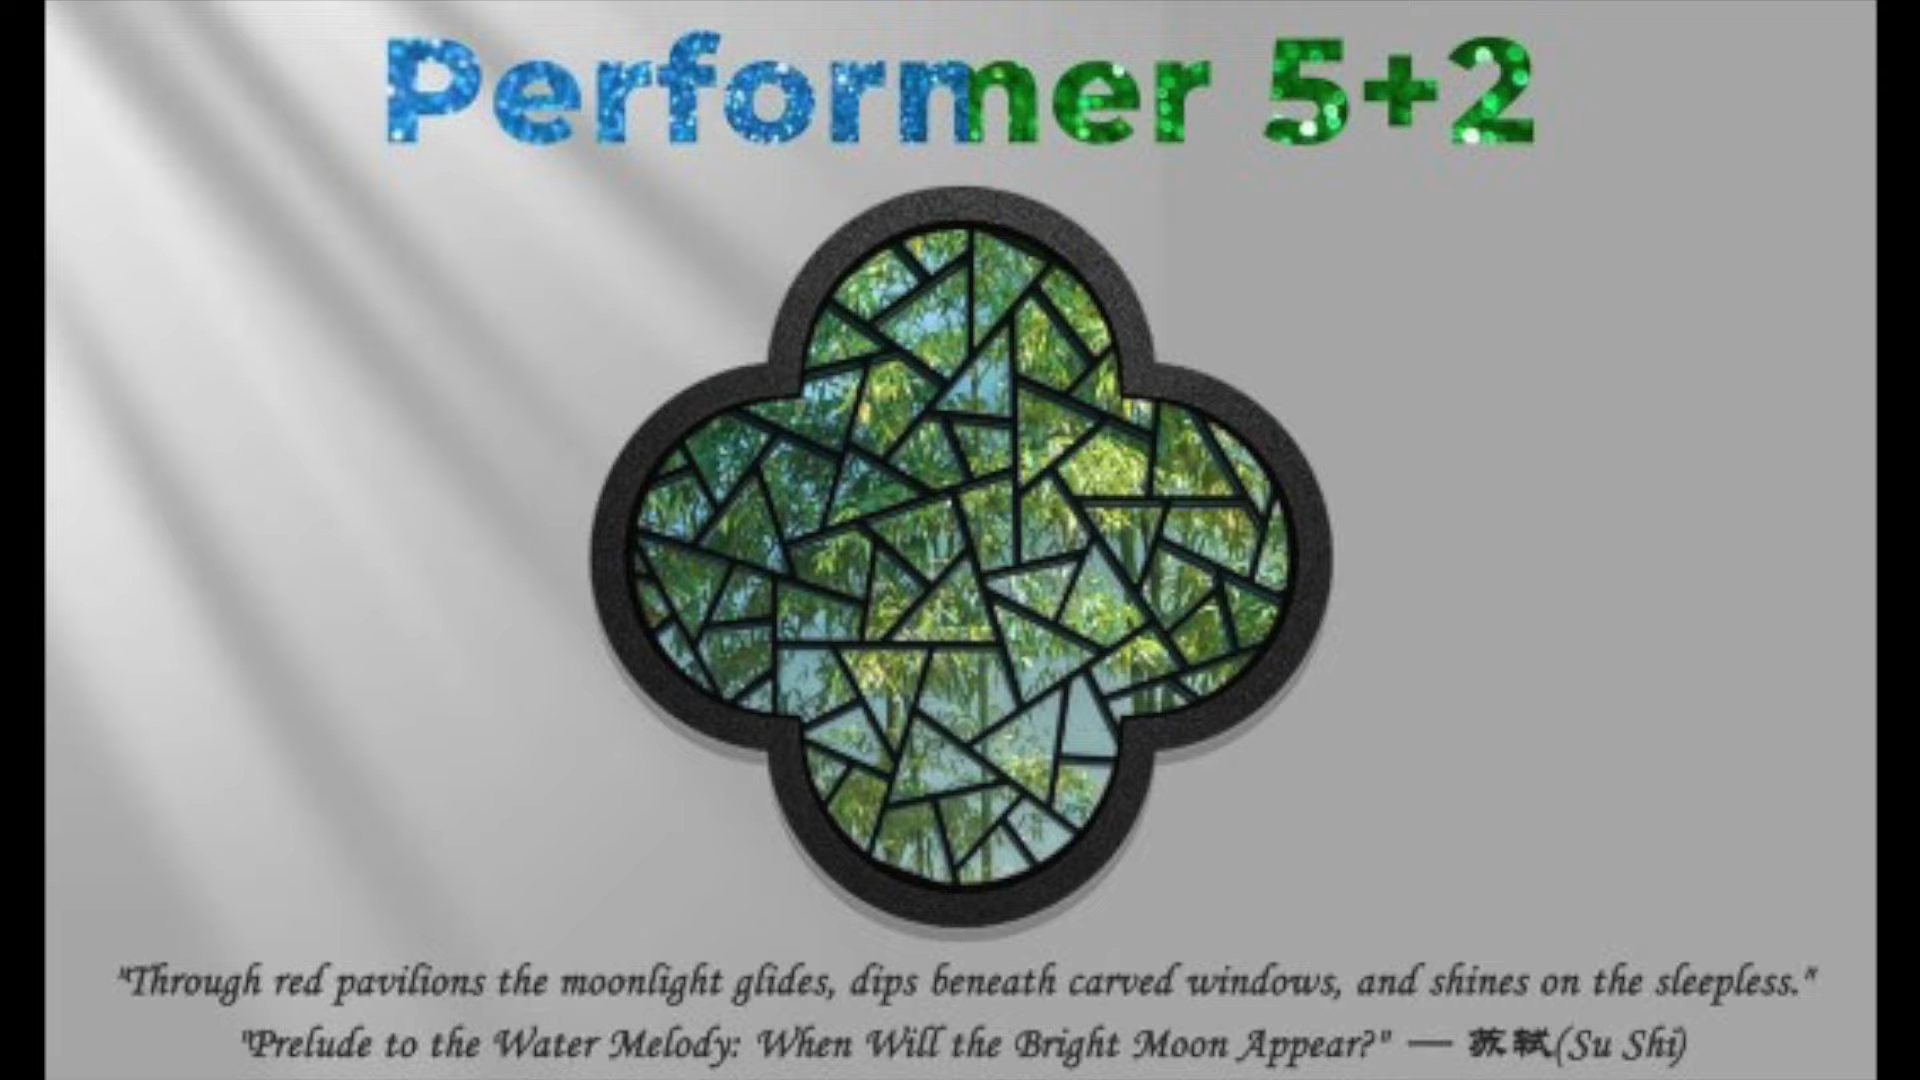 Performer 5+2
"Through red pavilions the moonlight glides, dips beneath carved windows, and shines on the sleepless."
"Prelude to the Water Melody: When Will the Bright Moon Appear?" — 苏轼(Su Shi)